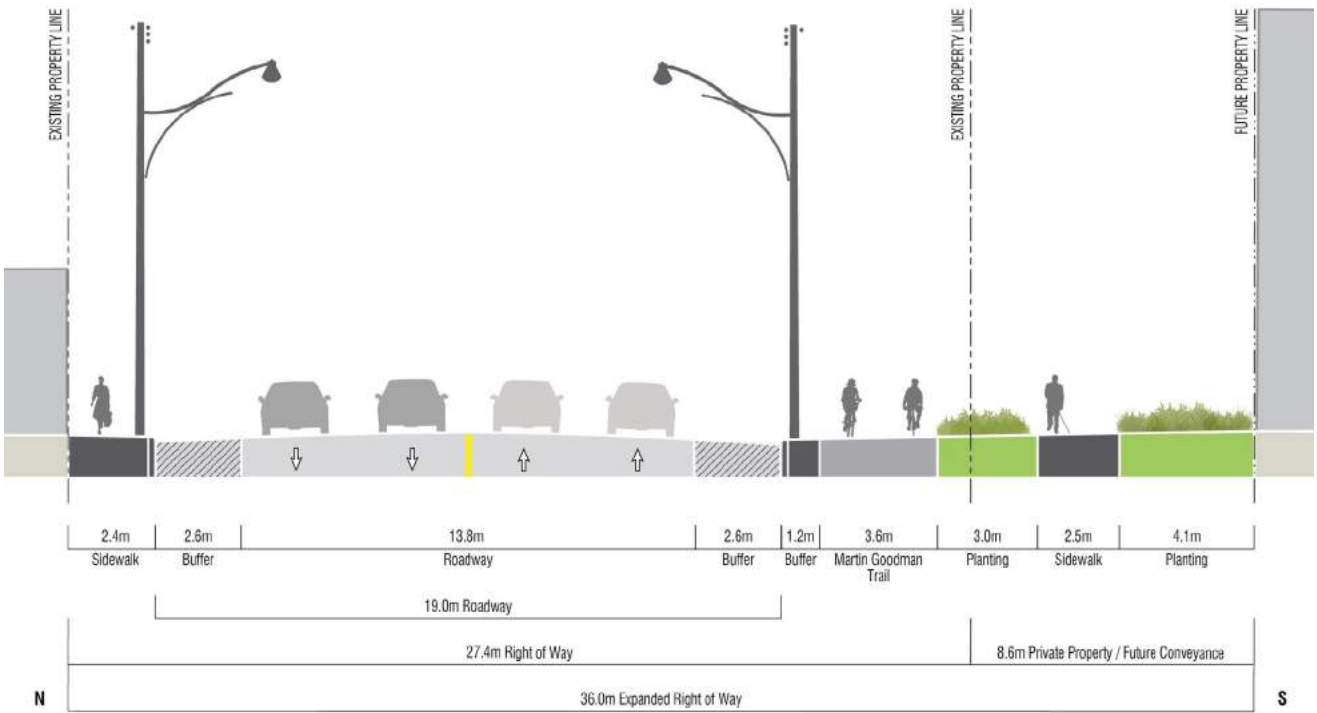 EXISTING PROPERTY LINE
EXISTING PROPERTY LINE
FUTURE PROPERTY LINE
2.4m
Sidewalk
2.6m
Buffer
13.8m
Roadway
2.6m
Buffer
1.2m
Buffer
3.6m
Martin Goodman
Trail
3.0m
Planting
2.5m
Sidewalk
4.1m
Planting
19.0m Roadway
27.4m Right of Way
8.6m Private Property / Future Conveyance
N
36.0m Expanded Right of Way
S